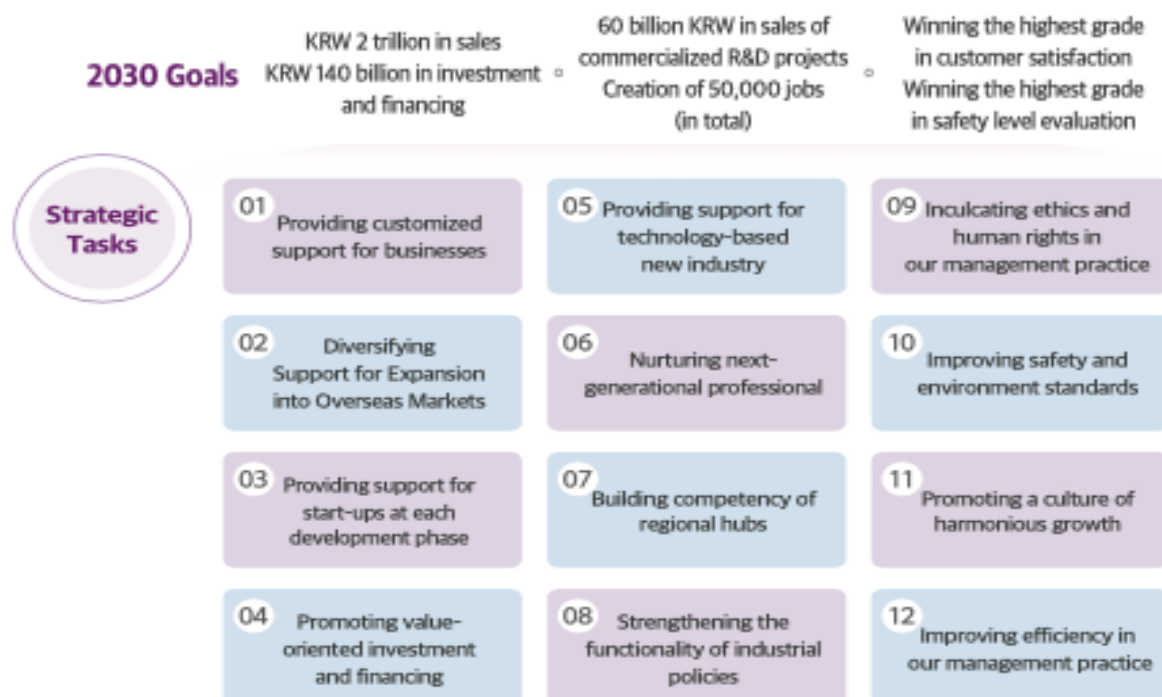 2030 Goals
KRW 2 trillion in sales
KRW 140 billion in investment
and financing
60 billion KRW in sales of
commercialized R&D projects
Creation of 50,000 jobs
(in total)
Winning the highest grade
in customer satisfaction
Winning the highest grade
in safety level evaluation
Strategic
Tasks
01
Providing customized
support for businesses
02
Diversifying
Support for Expansion
into Overseas Markets
03
Providing support for
start-ups at each
development phase
04
Promoting value-
oriented investment
and financing
05
Providing support for
technology-based
new industry
06
Nurturing next-
generational professional
07
Building competency of
regional hubs
08
Strengthening the
functionality of industrial
policies
09
Inculcating ethics and
human rights in
our management practice
10
Improving safety and
environment standards
11
Promoting a culture of
harmonious growth
12
Improving efficiency in
our management practice